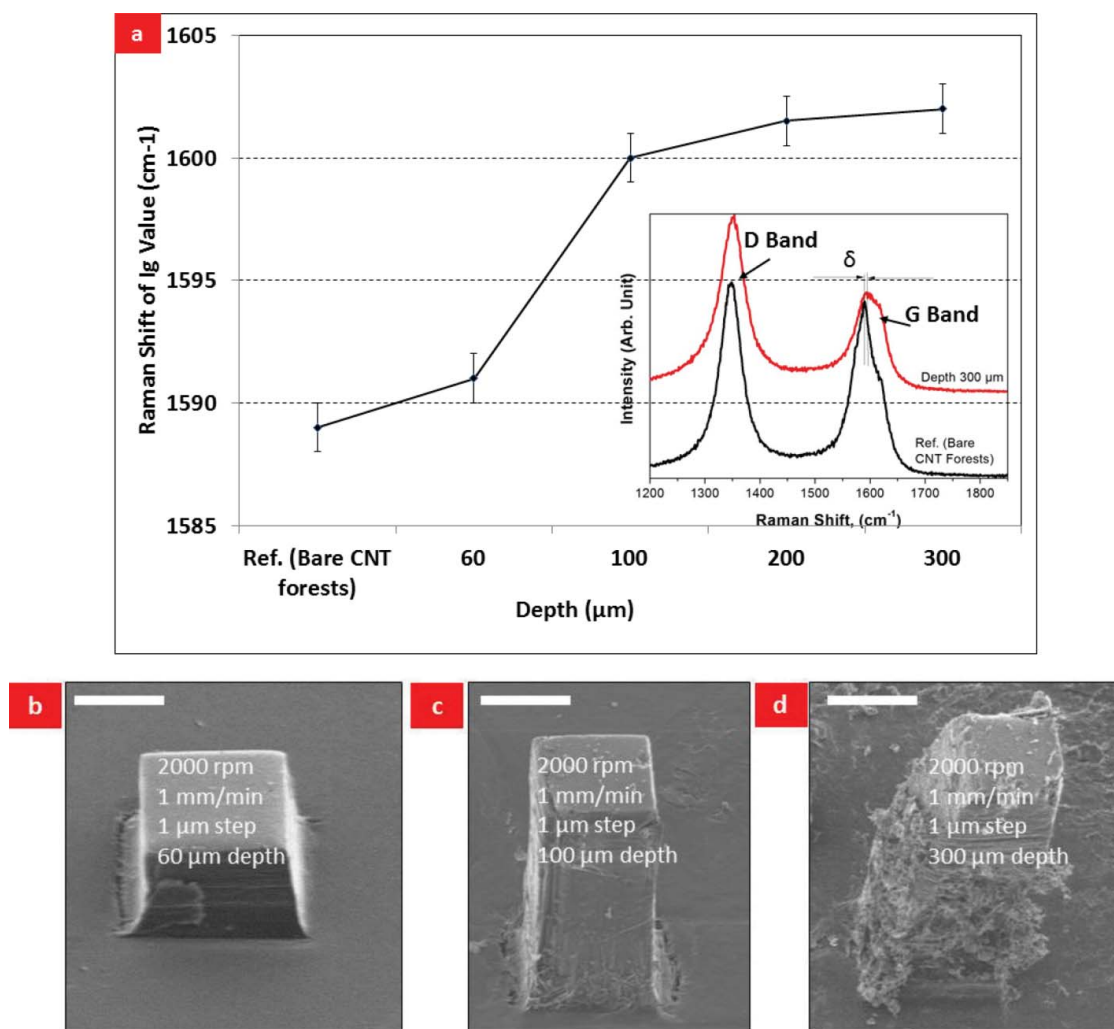 a
1605
1600
1595
1590
1585
Raman Shift of Ig Value (cm-1)
Ref. (Bare CNT
forests)
60
100
200
300
Depth (µm)
D Band
δ
G Band
Depth 300 µm
Ref. (Bare
CNT Forests)
Intensity (Arb. Unit)
1200 1300 1400 1500 1600 1700 1800
Raman Shift, (cm⁻¹)
b
2000 rpm
1 mm/min
1 µm step
60 µm depth
c
2000 rpm
1 mm/min
1 µm step
100 µm depth
d
2000 rpm
1 mm/min
1 µm step
300 µm depth